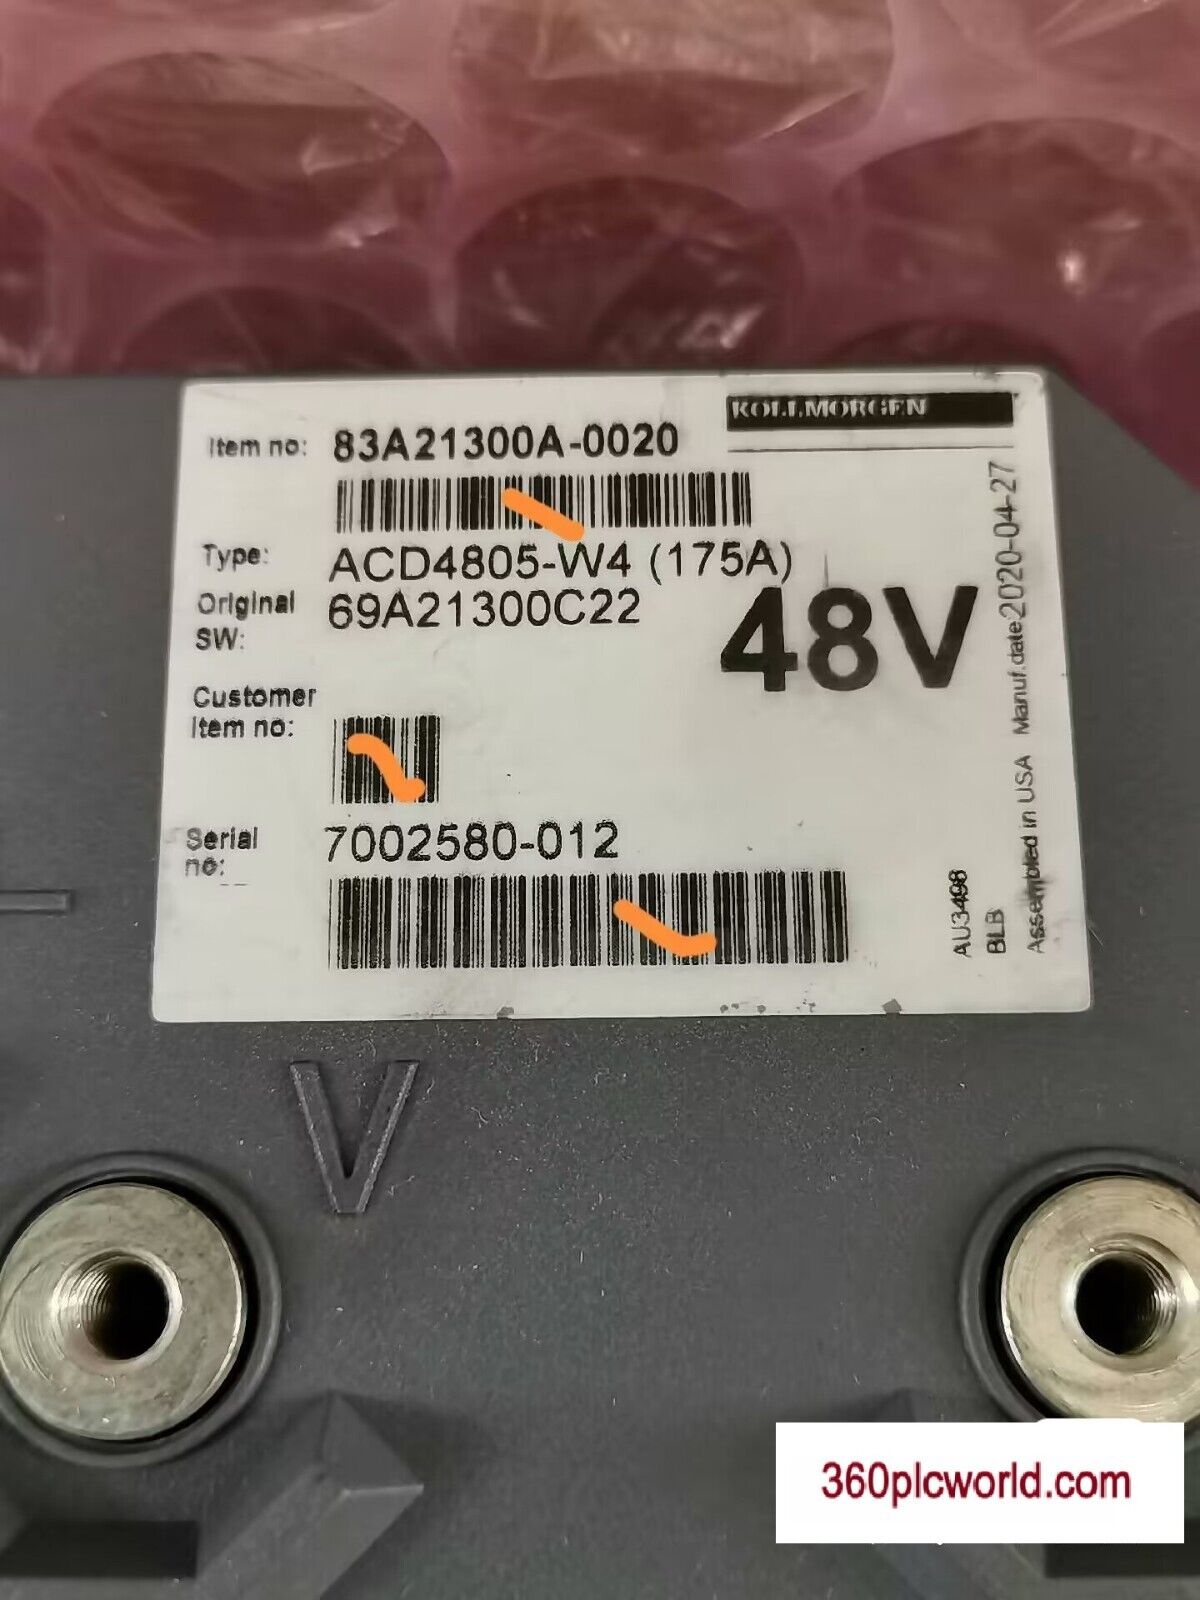 KOLLMORGEN
Item no: 83A21300A-0020
Type: ACD4805-W4 (175A)
Original
SW: 69A21300C22
48V
Customer
Item no:
Serial
no: 7002580-012
AU3498
BLB
Assembled in USA Manuf.date 2020-04-27
V
360plcworld.com